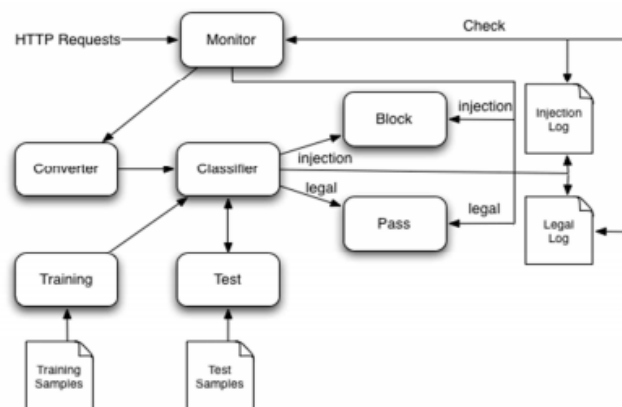 Check
HTTP Requests
Monitor
injection
Block
Injection
Log
Converter
Classifier
injection
legal
Pass
legal
Legal
Log
Training
Test
Training
Samples
Test
Samples